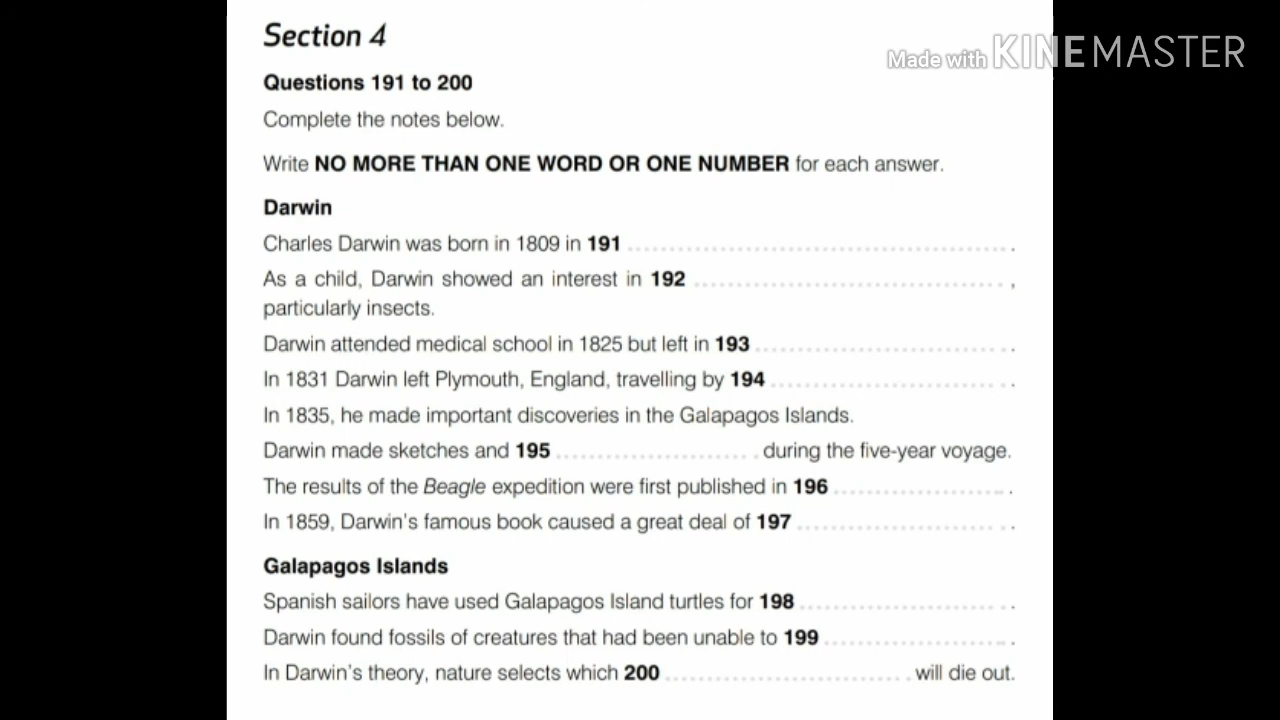 Section 4
Made with KINEMASTER
Questions 191 to 200
Complete the notes below.
Write NO MORE THAN ONE WORD OR ONE NUMBER for each answer.
Darwin
Charles Darwin was born in 1809 in 191 .
As a child, Darwin showed an interest in 192 ,
particularly insects.
Darwin attended medical school in 1825 but left in 193 .
In 1831 Darwin left Plymouth, England, travelling by 194 .
In 1835, he made important discoveries in the Galapagos Islands.
Darwin made sketches and 195 during the five-year voyage.
The results of the Beagle expedition were first published in 196 .
In 1859, Darwin's famous book caused a great deal of 197 .
Galapagos Islands
Spanish sailors have used Galapagos Island turtles for 198 .
Darwin found fossils of creatures that had been unable to 199 .
In Darwin's theory, nature selects which 200 will die out.